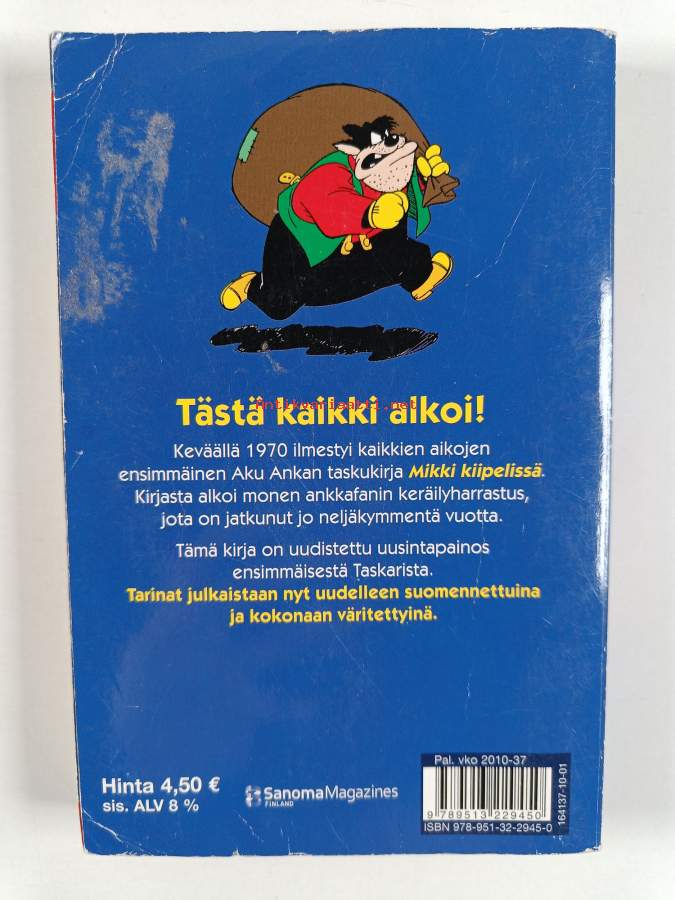 Tästä kaikki alkoi!
Antikvariaatti.net
Keväällä 1970 ilmestyi kaikkien aikojen
ensimmäinen Aku Ankan taskukirja Mikki kiipelissä.
Kirjasta alkoi monen ankkafanin keräilyharrastus,
jota on jatkunut jo neljäkymmentä vuotta.
Tämä kirja on uudistettu uusintapainos
ensimmäisestä Taskarista.
Tarinat julkaistaan nyt uudelleen suomennettuina
ja kokonaan väritettyinä.
Hinta 4,50 €
sis. ALV 8 %
SanomaMagazines
FINLAND
Pal. vko 2010-37
9 789513 229450
ISBN 978-951-32-2945-0
164137-10-01